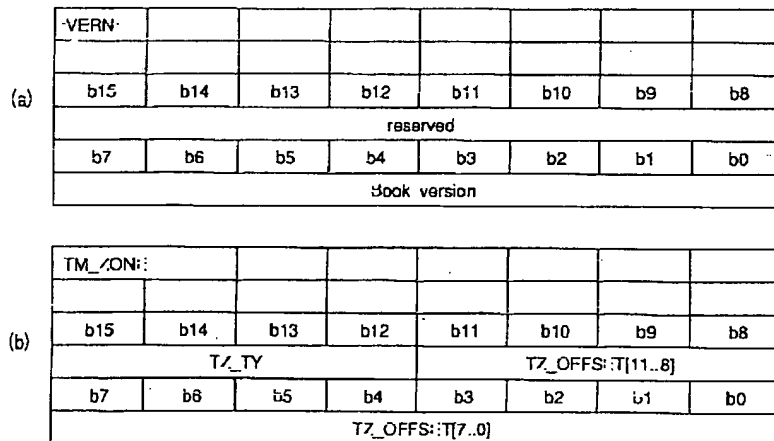 VERN
b15 b14 b13 b12 b11 b10 b9 b8
(a)
reserved
b7 b6 b5 b4 b3 b2 b1 b0
Book version
TM_ZONE
b15 b14 b13 b12 b11 b10 b9 b8
(b)
TZ_TY TZ_OFFSET[11..8]
b7 b6 b5 b4 b3 b2 b1 b0
TZ_OFFSET[7..0]